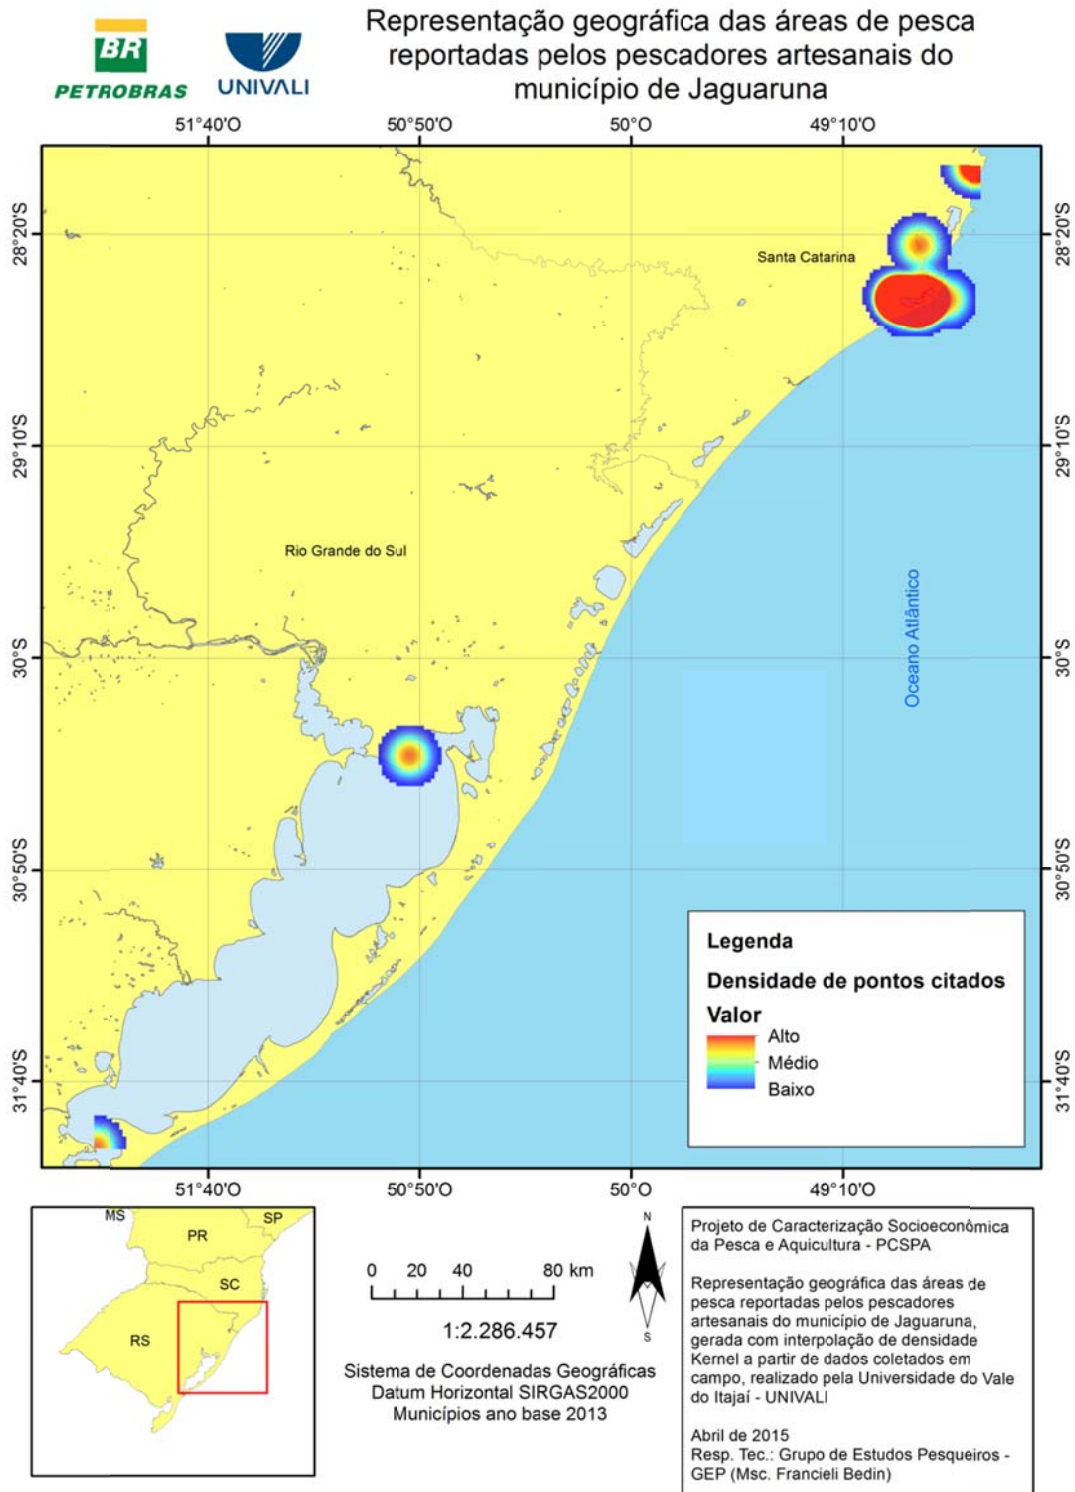 BR
PETROBRAS
UNIVALI
Representação geográfica das áreas de pesca
reportadas pelos pescadores artesanais do
município de Jaguaruna
51°40'O 50°50'O 50°O 49°10'O
28°20'S 28°20'S
Santa Catarina
29°10'S 29°10'S
Rio Grande do Sul
Oceano Atlântico
30°S 30°S
30°50'S 30°50'S
Legenda
Densidade de pontos citados
Valor
Alto
Médio
Baixo
31°40'S 31°40'S
51°40'O 50°50'O 50°O 49°10'O
MS
SP
PR
SC
RS
0 20 40 80 km
1:2.286.457
N
S
Sistema de Coordenadas Geográficas
Datum Horizontal SIRGAS2000
Municípios ano base 2013
Projeto de Caracterização Socioeconômica
da Pesca e Aquicultura - PCSPA
Representação geográfica das áreas de
pesca reportadas pelos pescadores
artesanais do município de Jaguaruna,
gerada com interpolação de densidade
Kernel a partir de dados coletados em
campo, realizado pela Universidade do Vale
do Itajaí - UNIVALI
Abril de 2015
Resp. Tec.: Grupo de Estudos Pesqueiros -
GEP (Msc. Francieli Bedin)